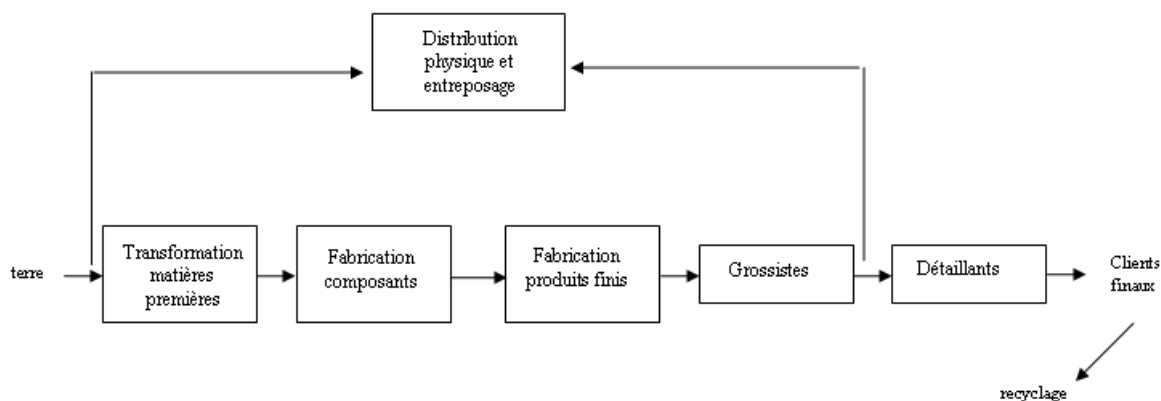 Distribution
physique et
entreposage
terre
Transformation
matières
premières
Fabrication
composants
Fabrication
produits finis
Grossistes
Détaillants
Clients
finaux
recyclage